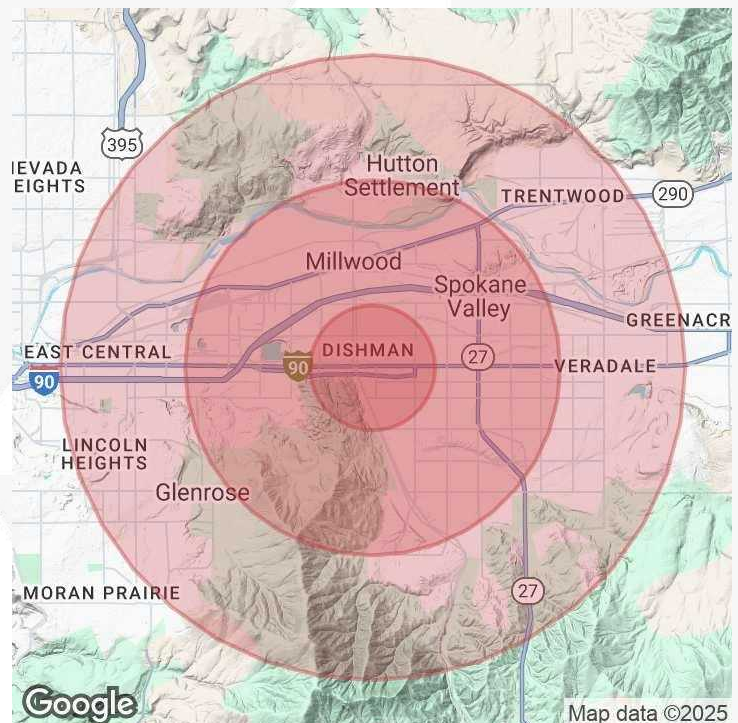 395
IEVADA
EIGHTS
Hutton
Settlement
TRENTWOOD
290
Millwood
Spokane
Valley
GREENACR
EAST CENTRAL
DISHMAN
27
VERADALE
90
90
LINCOLN
HEIGHTS
Glenrose
27
MORAN PRAIRIE
Google
Map data ©2025